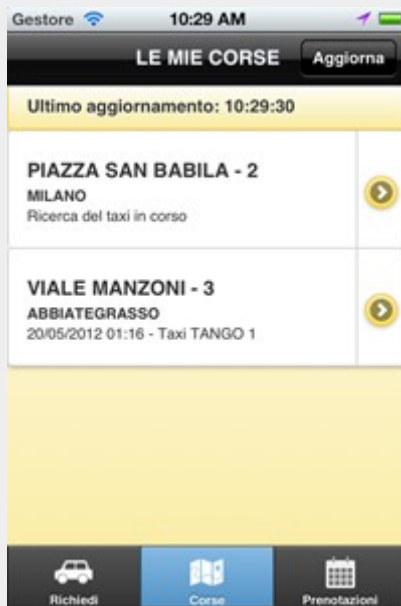 Gestore 10:29 AM
LE MIE CORSE Aggiorna
Ultimo aggiornamento: 10:29:30
PIAZZA SAN BABILA - 2
MILANO
Ricerca del taxi in corso
VIALE MANZONI - 3
ABBIATEGRASSO
20/05/2012 01:16 - Taxi TANGO 1
Richiedi Corse Prenotazioni